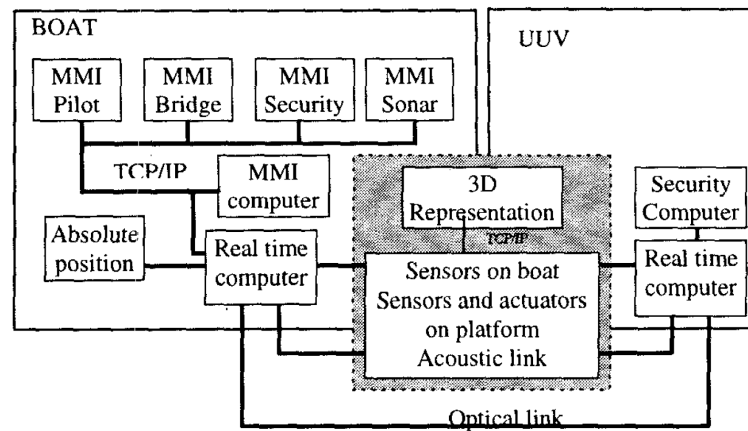 BOAT
UUV
MMI
Pilot
MMI
Bridge
MMI
Security
MMI
Sonar
TCP/IP
MMI
computer
3D
Representation
TCP/IP
Security
Computer
Absolute
position
Real time
computer
Sensors on boat
Sensors and actuators
on platform
Acoustic link
Real time
computer
Optical link